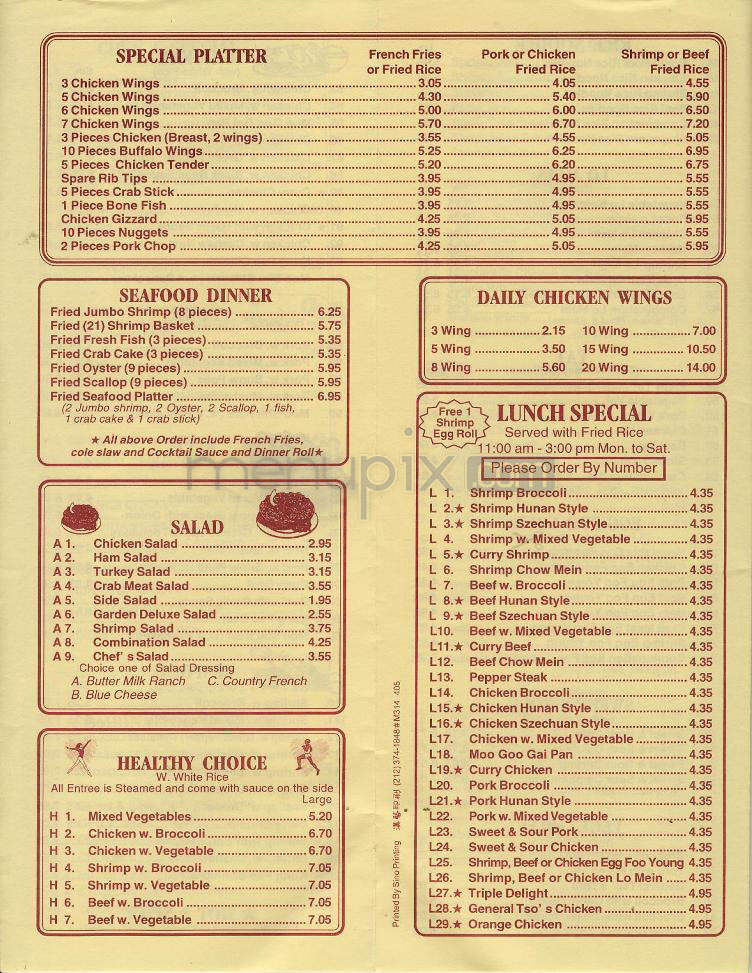 SPECIAL PLATTER French Fries or Fried Rice Pork or Chicken Fried Rice Shrimp or Beef Fried Rice
3 Chicken Wings 3.05 4.05 4.55
5 Chicken Wings 4.30 5.40 5.90
6 Chicken Wings 5.00 6.00 6.50
7 Chicken Wings 5.70 6.70 7.20
3 Pieces Chicken (Breast, 2 wings) 3.55 4.55 5.05
10 Pieces Buffalo Wings 5.25 6.25 6.95
5 Pieces Chicken Tender 5.20 6.20 6.75
Spare Rib Tips 3.95 4.95 5.55
5 Pieces Crab Stick 3.95 4.95 5.55
1 Piece Bone Fish 3.95 4.95 5.55
Chicken Gizzard 4.25 5.05 5.95
10 Pieces Nuggets 3.95 4.95 5.55
2 Pieces Pork Chop 4.25 5.05 5.95
SEAFOOD DINNER
Fried Jumbo Shrimp (8 pieces) 6.25
Fried (21) Shrimp Basket 5.75
Fried Fresh Fish (3 pieces) 5.35
Fried Crab Cake (3 pieces) 5.35
Fried Oyster (9 pieces) 5.95
Fried Scallop (9 pieces) 5.95
Fried Seafood Platter 6.95
(2 Jumbo shrimp, 2 Oyster, 2 Scallop, 1 fish,
1 crab cake & 1 crab stick)
★ All above Order include French Fries,
cole slaw and Cocktail Sauce and Dinner Roll★
SALAD
A 1. Chicken Salad 2.95
A 2. Ham Salad 3.15
A 3. Turkey Salad 3.15
A 4. Crab Meat Salad 3.55
A 5. Side Salad 1.95
A 6. Garden Deluxe Salad 2.55
A 7. Shrimp Salad 3.75
A 8. Combination Salad 4.25
A 9. Chef's Salad 3.55
Choice one of Salad Dressing
A. Butter Milk Ranch C. Country French
B. Blue Cheese
HEALTHY CHOICE
W. White Rice
All Entree is Steamed and come with sauce on the side
Large
H 1. Mixed Vegetables 5.20
H 2. Chicken w. Broccoli 6.70
H 3. Chicken w. Vegetable 6.70
H 4. Shrimp w. Broccoli 7.05
H 5. Shrimp w. Vegetable 7.05
H 6. Beef w. Broccoli 7.05
H 7. Beef w. Vegetable 7.05
DAILY CHICKEN WINGS
3 Wing 2.15 10 Wing 7.00
5 Wing 3.50 15 Wing 10.50
8 Wing 5.60 20 Wing 14.00
Free 1
Shrimp
Egg Roll
LUNCH SPECIAL
Served with Fried Rice
11:00 am - 3:00 pm Mon. to Sat.
Please Order By Number
L 1. Shrimp Broccoli 4.35
L 2.★ Shrimp Hunan Style 4.35
L 3.★ Shrimp Szechuan Style 4.35
L 4. Shrimp w. Mixed Vegetable 4.35
L 5.★ Curry Shrimp 4.35
L 6. Shrimp Chow Mein 4.35
L 7. Beef w. Broccoli 4.35
L 8.★ Beef Hunan Style 4.35
L 9.★ Beef Szechuan Style 4.35
L10. Beef w. Mixed Vegetable 4.35
L11.★ Curry Beef 4.35
L12. Beef Chow Mein 4.35
L13. Pepper Steak 4.35
L14. Chicken Broccoli 4.35
L15.★ Chicken Hunan Style 4.35
L16.★ Chicken Szechuan Style 4.35
L17. Chicken w. Mixed Vegetable 4.35
L18. Moo Goo Gai Pan 4.35
L19.★ Curry Chicken 4.35
L20. Pork Broccoli 4.35
L21.★ Pork Hunan Style 4.35
L22. Pork w. Mixed Vegetable 4.35
L23. Sweet & Sour Pork 4.35
L24. Sweet & Sour Chicken 4.35
L25. Shrimp, Beef or Chicken Egg Foo Young 4.35
L26. Shrimp, Beef or Chicken Lo Mein 4.35
L27.★ Triple Delight 4.95
L28.★ General Tso's Chicken 4.95
L29.★ Orange Chicken 4.95
Printed By Sino Printing (212)374-1848 #M314 405
menupix.com